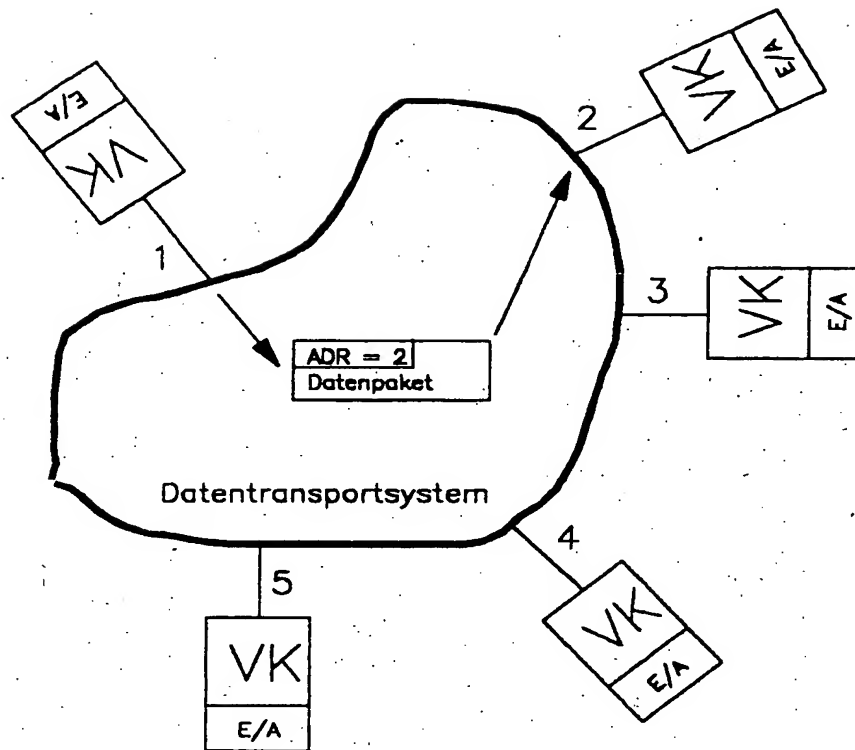 E/A
VK
1
2
VK
E/A
3
VK
E/A
ADR = 2
Datenpaket
Datentransportsystem
4
VK
E/A
5
VK
E/A